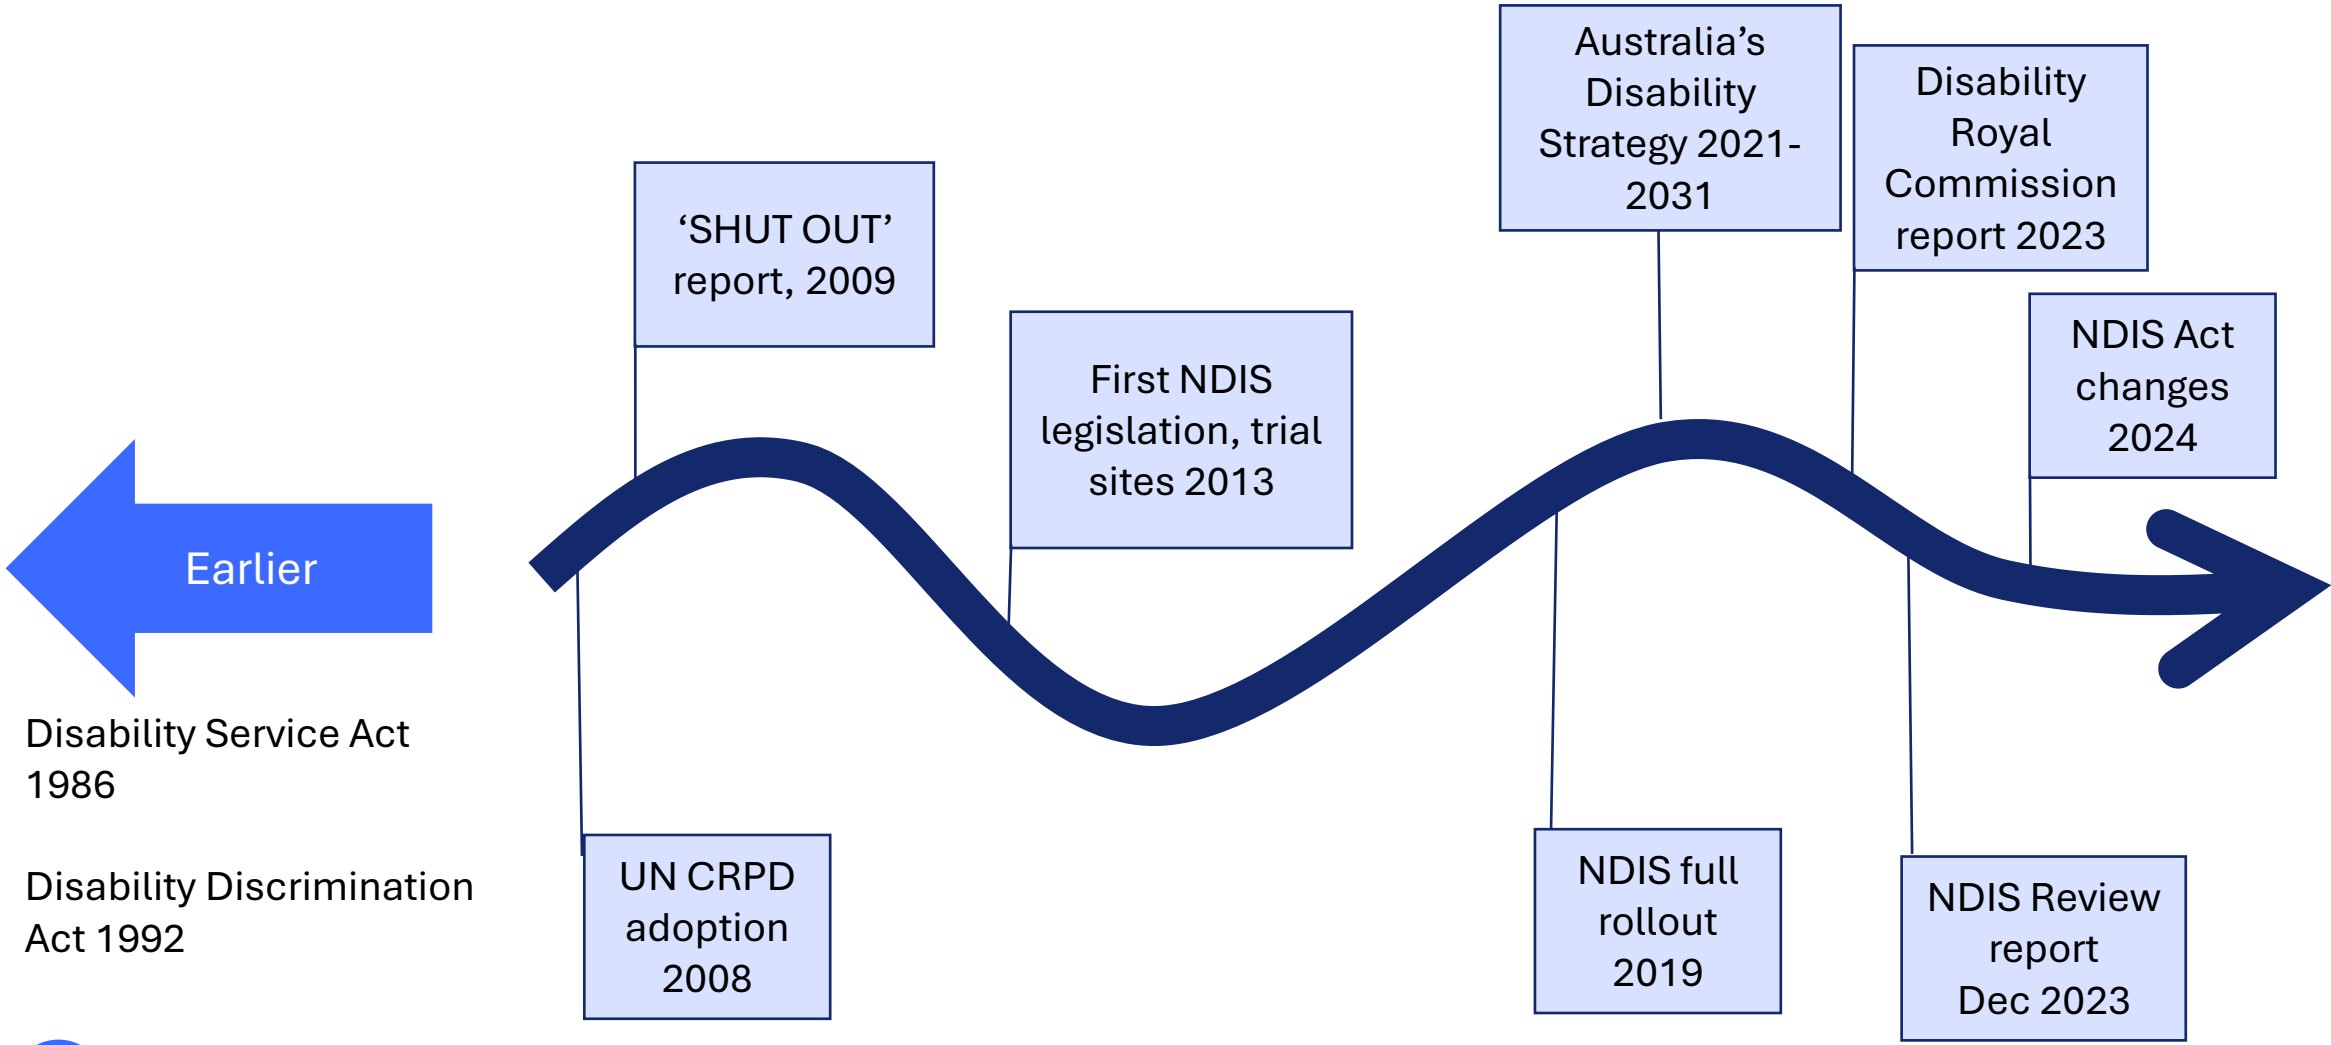 Earlier
Disability Service Act
1986
Disability Discrimination
Act 1992
UN CRPD
adoption
2008
‘SHUT OUT’
report, 2009
First NDIS
legislation, trial
sites 2013
NDIS full
rollout
2019
Australia’s
Disability
Strategy 2021-
2031
Disability
Royal
Commission
report 2023
NDIS Review
report
Dec 2023
NDIS Act
changes
2024